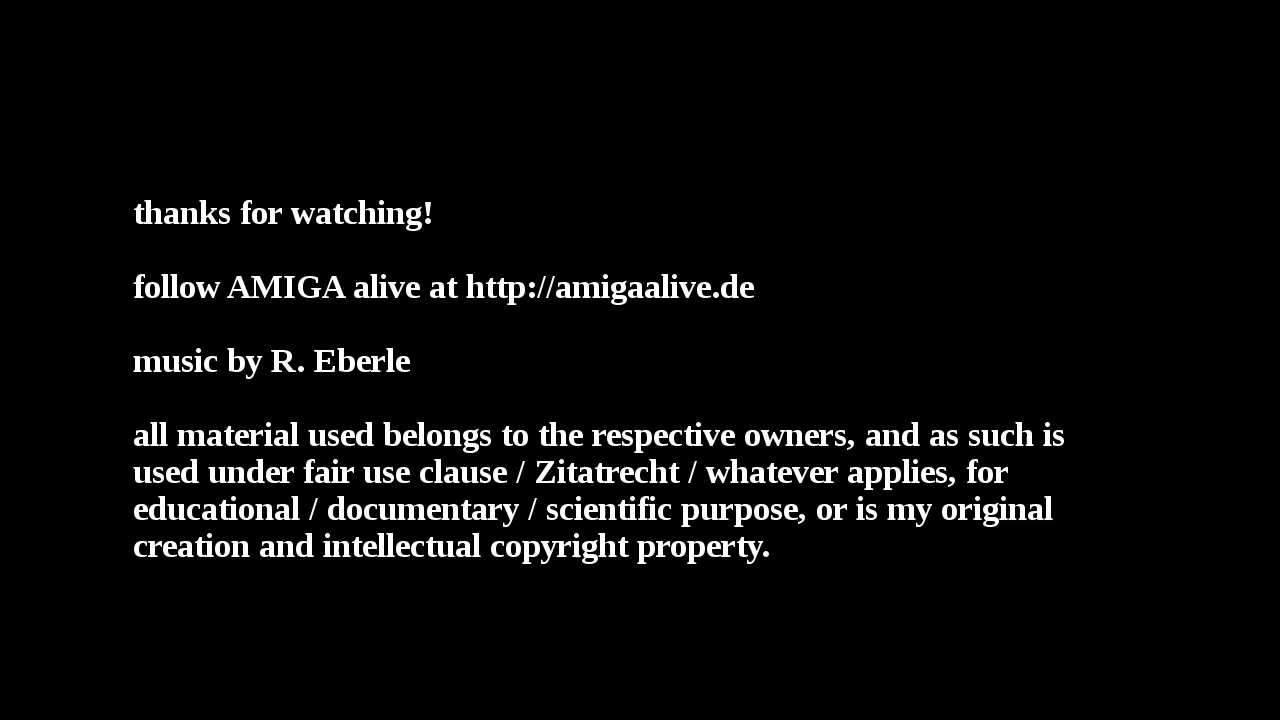 thanks for watching!
follow AMIGA alive at http://amigaalive.de
music by R. Eberle
all material used belongs to the respective owners, and as such is
used under fair use clause / Zitatrecht / whatever applies, for
educational / documentary / scientific purpose, or is my original
creation and intellectual copyright property.